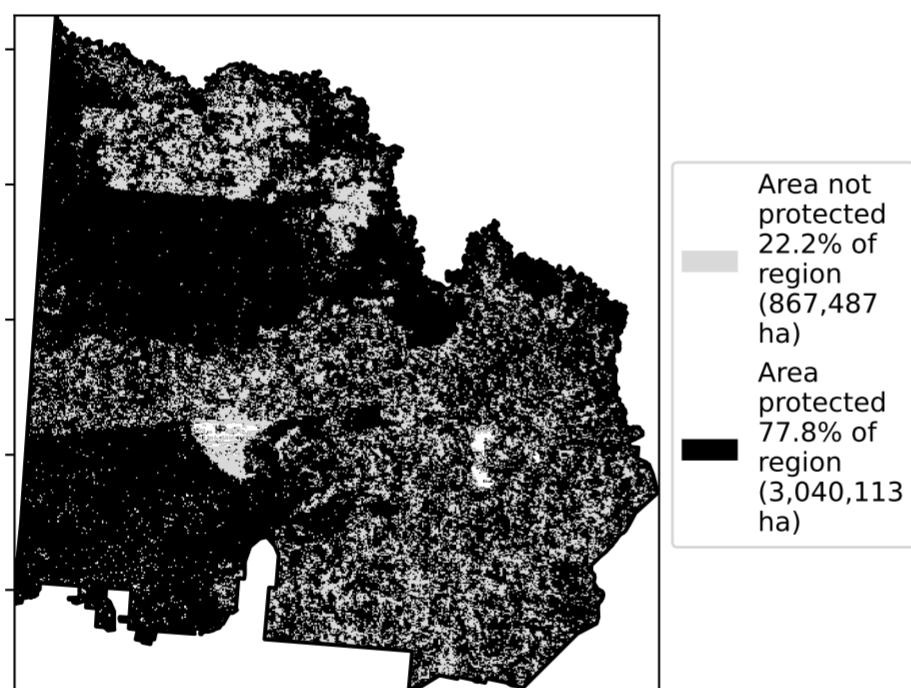 Area not
protected
22.2% of
region
(867,487
ha)
Area
protected
77.8% of
region
(3,040,113
ha)